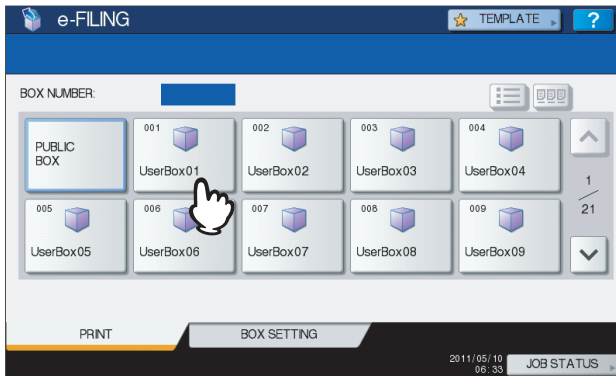 e-FILING
TEMPLATE
?
BOX NUMBER:
PUBLIC
BOX
001
UserBox01
002
UserBox02
003
UserBox03
004
UserBox04
1
21
005
UserBox05
006
UserBox06
007
UserBox07
008
UserBox08
009
UserBox09
PRINT
BOX SETTING
2011/05/10
06:33
JOB STATUS